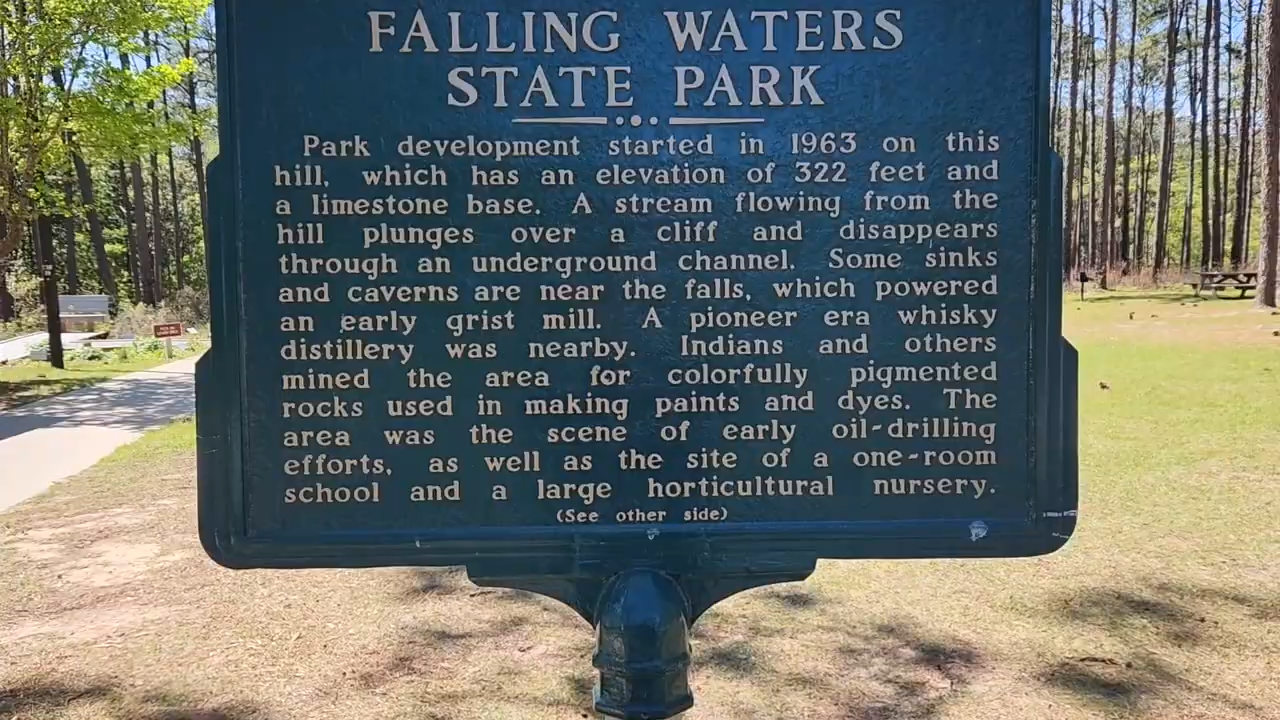 FALLING WATERS
STATE PARK
Park development started in 1963 on this
hill, which has an elevation of 322 feet and
a limestone base. A stream flowing from the
hill plunges over a cliff and disappears
through an underground channel. Some sinks
and caverns are near the falls, which powered
an early grist mill. A pioneer era whisky
distillery was nearby. Indians and others
mined the area for colorfully pigmented
rocks used in making paints and dyes. The
area was the scene of early oil-drilling
efforts, as well as the site of a one-room
school and a large horticultural nursery.
(See other side)